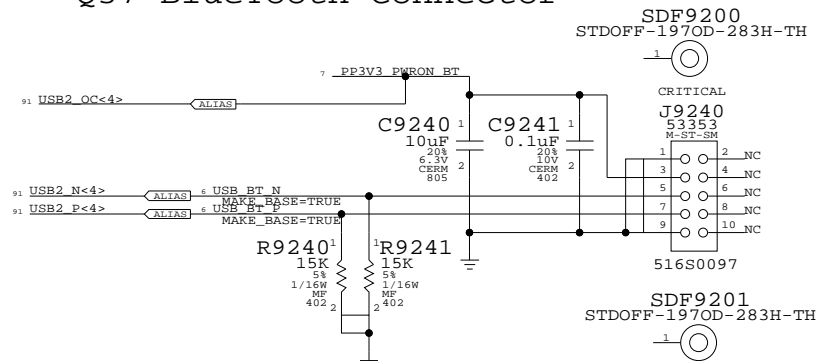 Q37 Bluetooth Connector
SDF9200
STDOFF-197OD-283H-TH
1
7 PP3V3_PWRON_BT
91 USB2_OC<4> ALIAS
CRITICAL
J9240
53353
M-ST-SM
C9240 1
10uF
20%
6.3V
CERM
805
2
C9241 1
0.1uF
20%
10V
CERM
402
2
1 2 NC
3 4 NC
5 6 NC
7 8 NC
9 10 NC
516S0097
91 USB2_N<4> ALIAS 6 USB_BT_N
MAKE_BASE=TRUE
91 USB2_P<4> ALIAS 6 USB_BT_P
MAKE_BASE=TRUE
R9240 1
15K
5%
1/16W
MF
402
2
1 R9241
15K
5%
1/16W
MF
402
2
SDF9201
STDOFF-197OD-283H-TH
1